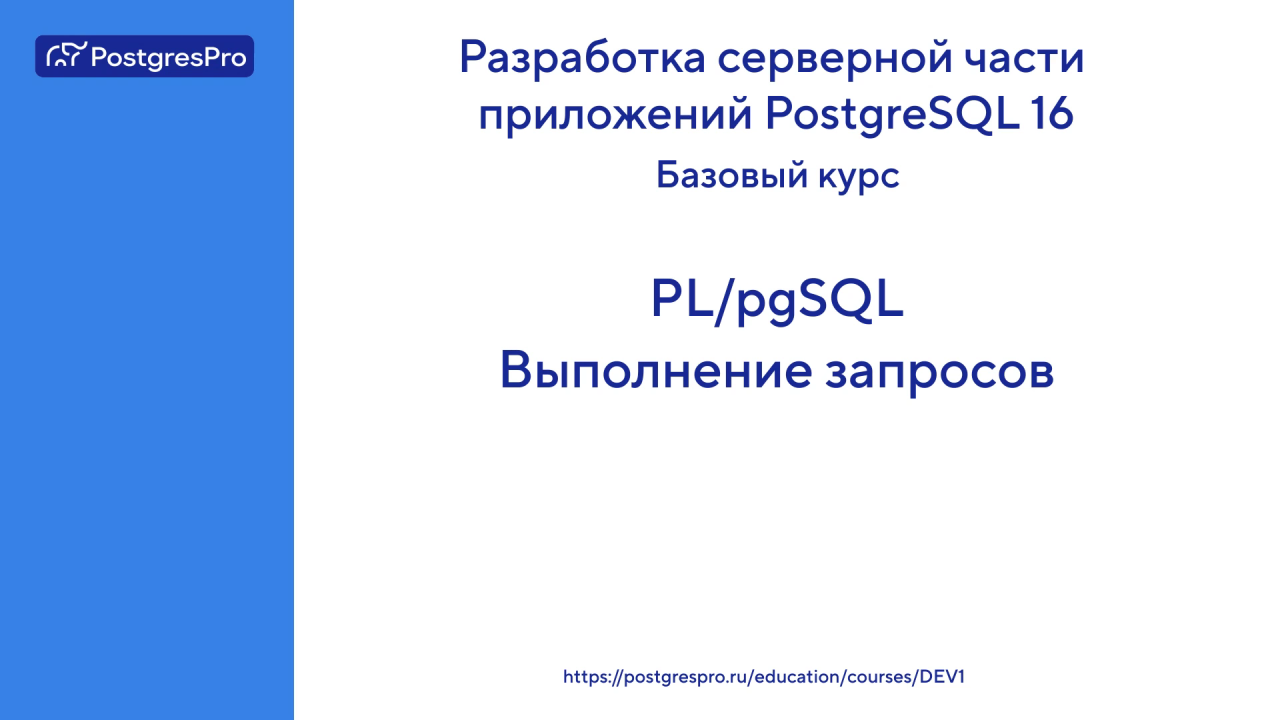 PostgresPro
Разработка серверной части
приложений PostgreSQL 16
Базовый курс
PL/pgSQL
Выполнение запросов
https://postgrespro.ru/education/courses/DEV1